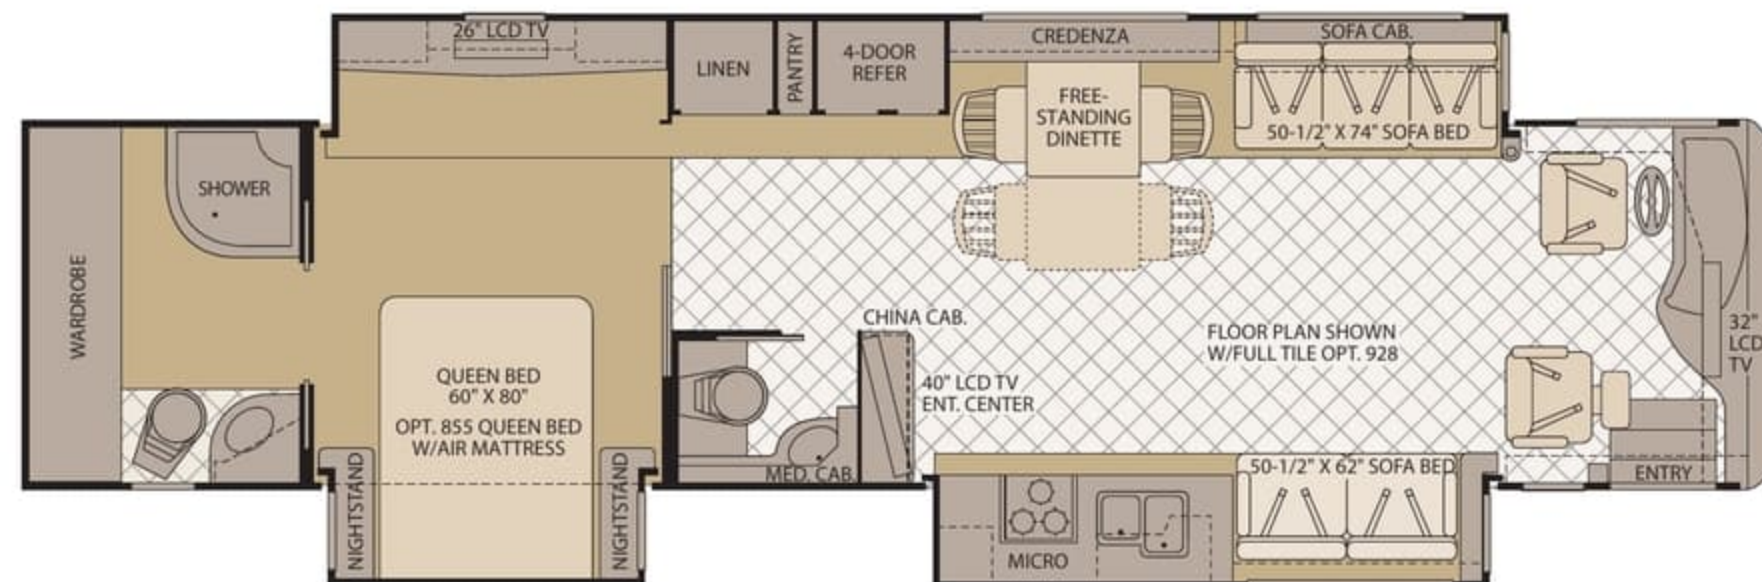 26" LCD TV
LINEN
PANTRY
4-DOOR
REFER
CREDENZA
SOFA CAB.
FREE-
STANDING
DINETTE
50-1/2" X 74" SOFA BED
SHOWER
WARDROBE
QUEEN BED
60" X 80"
OPT. 855 QUEEN BED
W/AIR MATTRESS
NIGHTSTAND
NIGHTSTAND
CHINA CAB.
40" LCD TV
ENT. CENTER
MED. CAB.
FLOOR PLAN SHOWN
W/FULL TILE OPT. 928
32"
LCD
TV
50-1/2" X 62" SOFA BED
MICRO
ENTRY